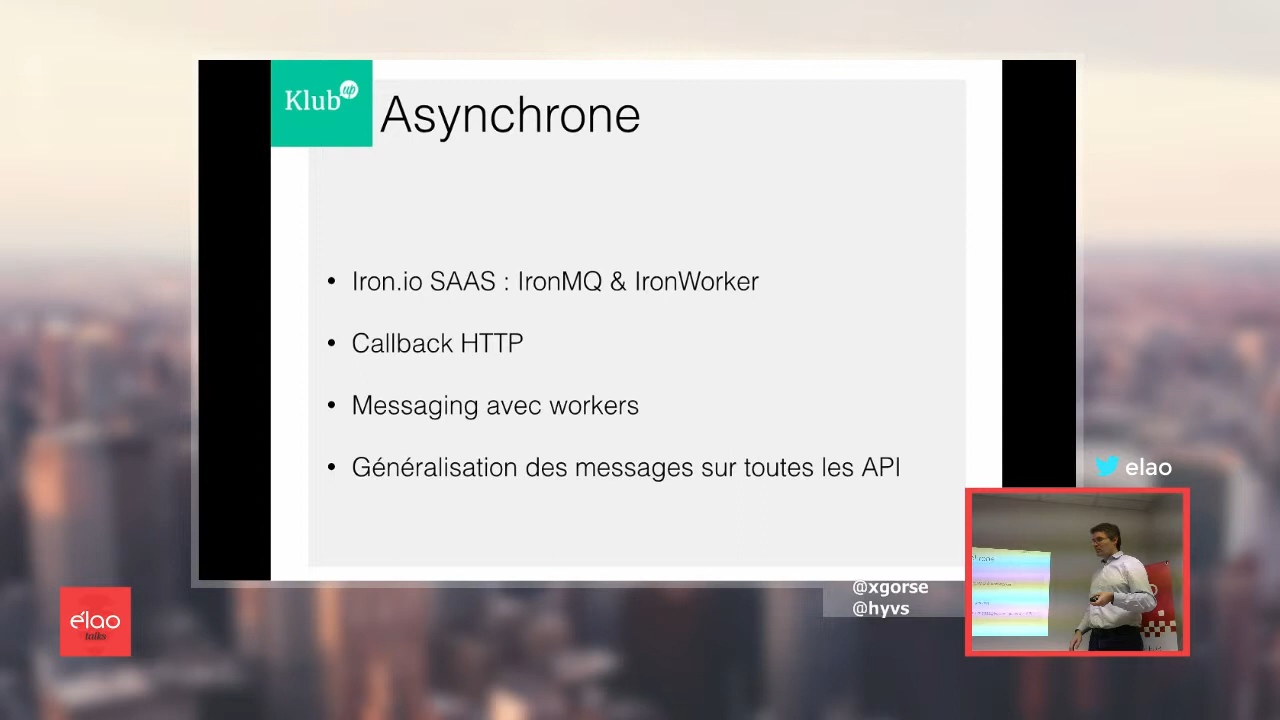 Klub up
Asynchrone
• Iron.io SAAS : IronMQ & IronWorker
• Callback HTTP
• Messaging avec workers
• Généralisation des messages sur toutes les API
elao
@xgorse
@hyvs
élao
talks